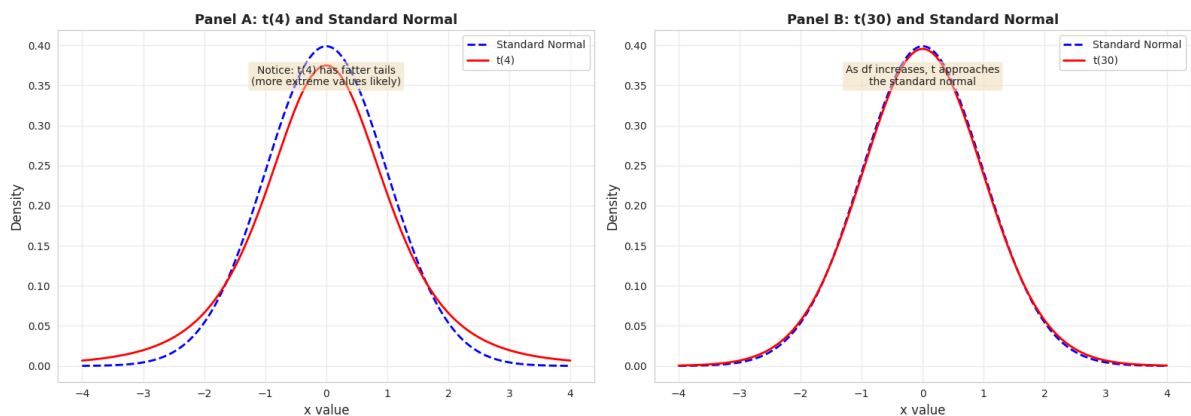 Panel A: t(4) and Standard Normal
Standard Normal
t(4)
Notice: t(4) has fatter tails
(more extreme values likely)
0.40
0.35
0.30
0.25
0.20
0.15
0.10
0.05
0.00
Density
−4 −3 −2 −1 0 1 2 3 4
x value
Panel B: t(30) and Standard Normal
Standard Normal
t(30)
As df increases, t approaches
the standard normal
0.40
0.35
0.30
0.25
0.20
0.15
0.10
0.05
0.00
Density
−4 −3 −2 −1 0 1 2 3 4
x value